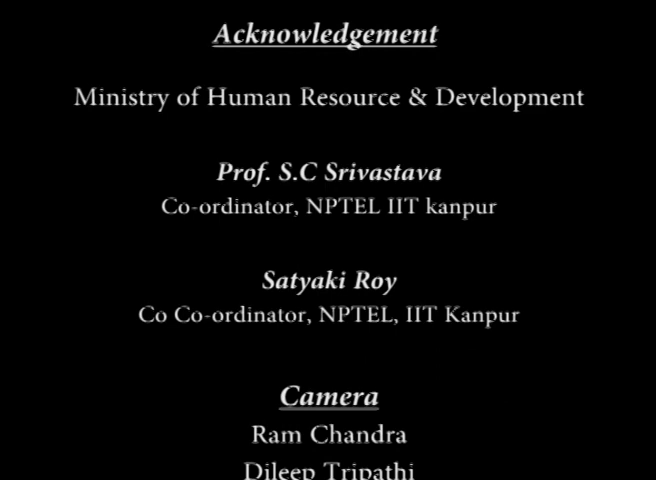 Acknowledgement
Ministry of Human Resource & Development
Prof. S.C Srivastava
Co-ordinator, NPTEL IIT kanpur
Satyaki Roy
Co Co-ordinator, NPTEL, IIT Kanpur
Camera
Ram Chandra
Dileep Tripathi